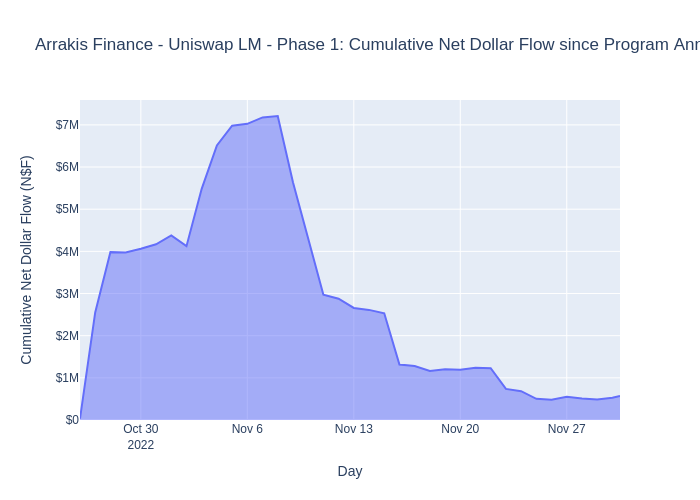 Arrakis Finance - Uniswap LM - Phase 1: Cumulative Net Dollar Flow since Program Ann
Cumulative Net Dollar Flow (N$F)
$7M
$6M
$5M
$4M
$3M
$2M
$1M
$0
Oct 30
2022
Nov 6
Nov 13
Nov 20
Nov 27
Day